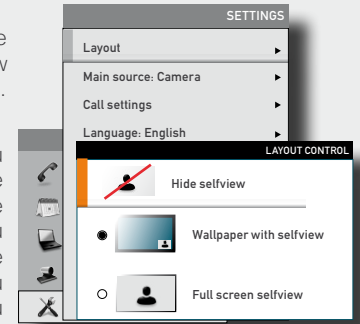 SETTINGS
Layout
Main source: Camera
Call settings
Language: English
LAYOUT CONTROL
Hide selfview
Wallpaper with selfview
Full screen selfview